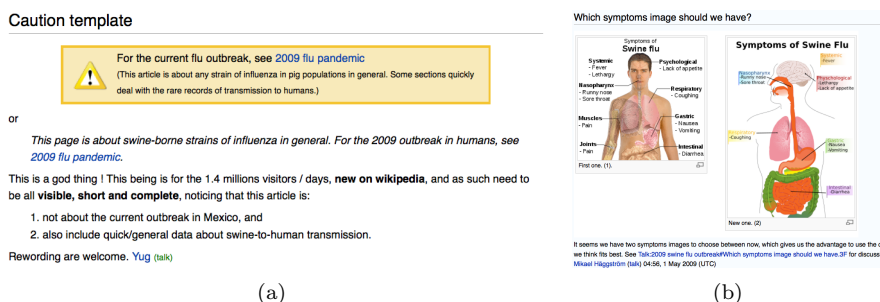 Caution template
For the current flu outbreak, see 2009 flu pandemic
(This article is about any strain of influenza in pig populations in general. Some sections quickly
deal with the rare records of transmission to humans.)
or
This page is about swine-borne strains of influenza in general. For the 2009 outbreak in humans, see
2009 flu pandemic.
This is a god thing ! This being is for the 1.4 millions visitors / days, new on wikipedia, and as such need to
be all visible, short and complete, noticing that this article is:
1. not about the current outbreak in Mexico, and
2. also include quick/general data about swine-to-human transmission.
Rewording are welcome. Yug (talk)
(a)
Which symptoms image should we have?
Symptoms of
Swine flu
Systemic
- Fever
- Lethargy
Psychological
- Lack of appetite
Nasopharynx
- Runny nose
- Sore throat
Respiratory
- Coughing
Muscles
- Pain
Gastric
- Nausea
- Vomiting
Joints
- Pain
Intestinal
- Diarrhea
First one. (1).
Symptoms of Swine Flu
Systemic
-Fever
Nasopharynx
-Runny nose
-Sore throat
Phychological
-Lethargy
-Lack of appetite
Respiratory
-Coughing
Gastric
-Nausea
-Vomiting
Intestinal
-Diarrhea
New one. (2)
It seems we have two symptoms images to choose between now, which gives us the advantage to use the
we think fits best. See Talk:2009 swine flu outbreak#Which symptoms image should we have.3F for discuss
Mikael Häggström (talk) 04:56, 1 May 2009 (UTC)
(b)